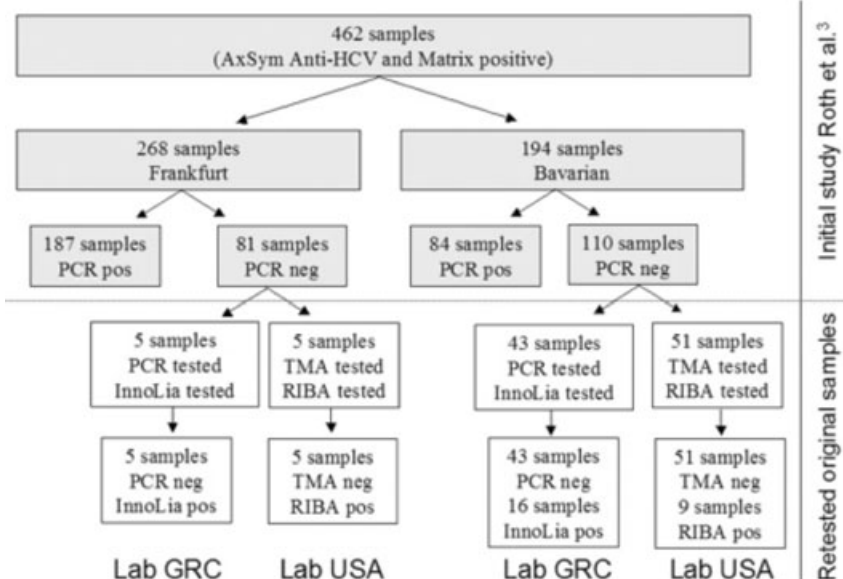 462 samples
(AxSym Anti-HCV and Matrix positive)
268 samples
Frankfurt
194 samples
Bavarian
187 samples
PCR pos
81 samples
PCR neg
84 samples
PCR pos
110 samples
PCR neg
Initial study Roth et al.³
5 samples
PCR tested
InnoLia tested
5 samples
TMA tested
RIBA tested
43 samples
PCR tested
InnoLia tested
51 samples
TMA tested
RIBA tested
5 samples
PCR neg
InnoLia pos
5 samples
TMA neg
RIBA pos
43 samples
PCR neg
16 samples
InnoLia pos
51 samples
TMA neg
9 samples
RIBA pos
Lab GRC
Lab USA
Lab GRC
Lab USA
Retested original samples